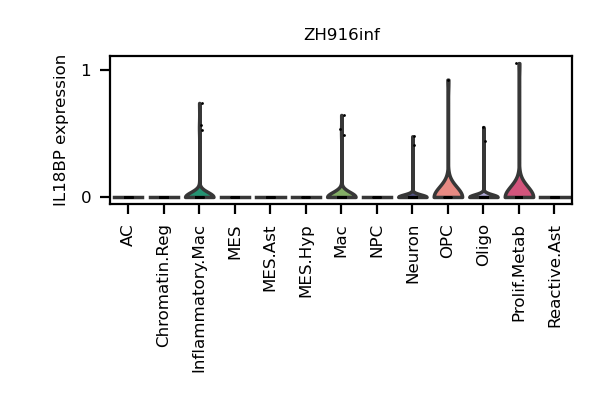 ZH916inf
IL18BP expression
1
0
AC
Chromatin.Reg
Inflammatory.Mac
MES
MES.Ast
MES.Hyp
Mac
NPC
Neuron
OPC
Oligo
Prolif.Metab
Reactive.Ast